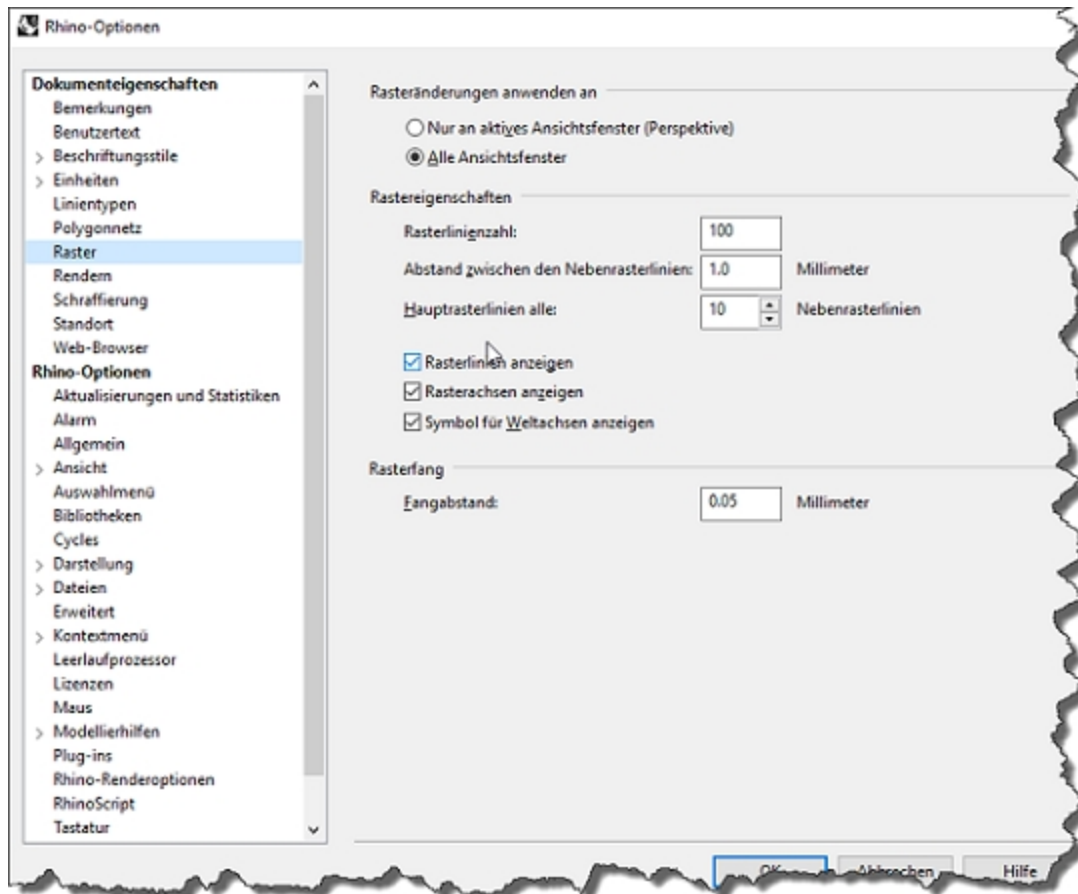 Rhino-Optionen
Dokumenteigenschaften
Bemerkungen
Benutzertext
Beschriftungsstile
Einheiten
Linientypen
Polygonnetz
Raster
Rendern
Schraffierung
Standort
Web-Browser
Rhino-Optionen
Aktualisierungen und Statistiken
Alarm
Allgemein
Ansicht
Auswahlmenü
Bibliotheken
Cycles
Darstellung
Dateien
Erweitert
Kontextmenü
Leerlaufprozessor
Lizenzen
Maus
Modellierhilfen
Plug-ins
Rhino-Renderoptionen
RhinoScript
Tastatur
Rasteränderungen anwenden an
Nur an aktives Ansichtsfenster (Perspektive)
Alle Ansichtsfenster
Rastereigenschaften
Rasterlinienzahl: 100
Abstand zwischen den Nebenrasterlinien: 1.0 Millimeter
Hauptrasterlinien alle: 10 Nebenrasterlinien
Rasterlinien anzeigen
Rasterachsen anzeigen
Symbol für Weltachsen anzeigen
Rasterfang
Fangabstand: 0.05 Millimeter
OK Abbrechen Hilfe